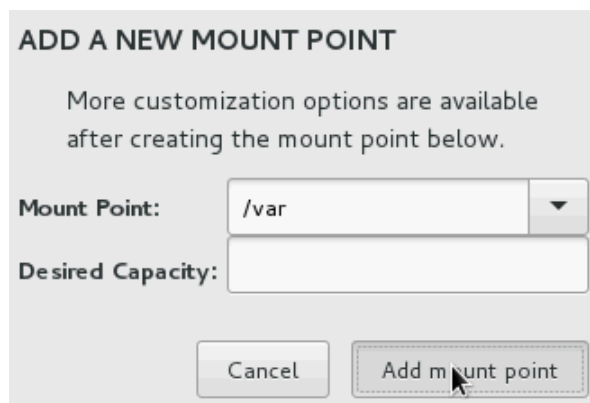 ADD A NEW MOUNT POINT
More customization options are available
after creating the mount point below.
Mount Point: /var
Desired Capacity:
Cancel Add mount point